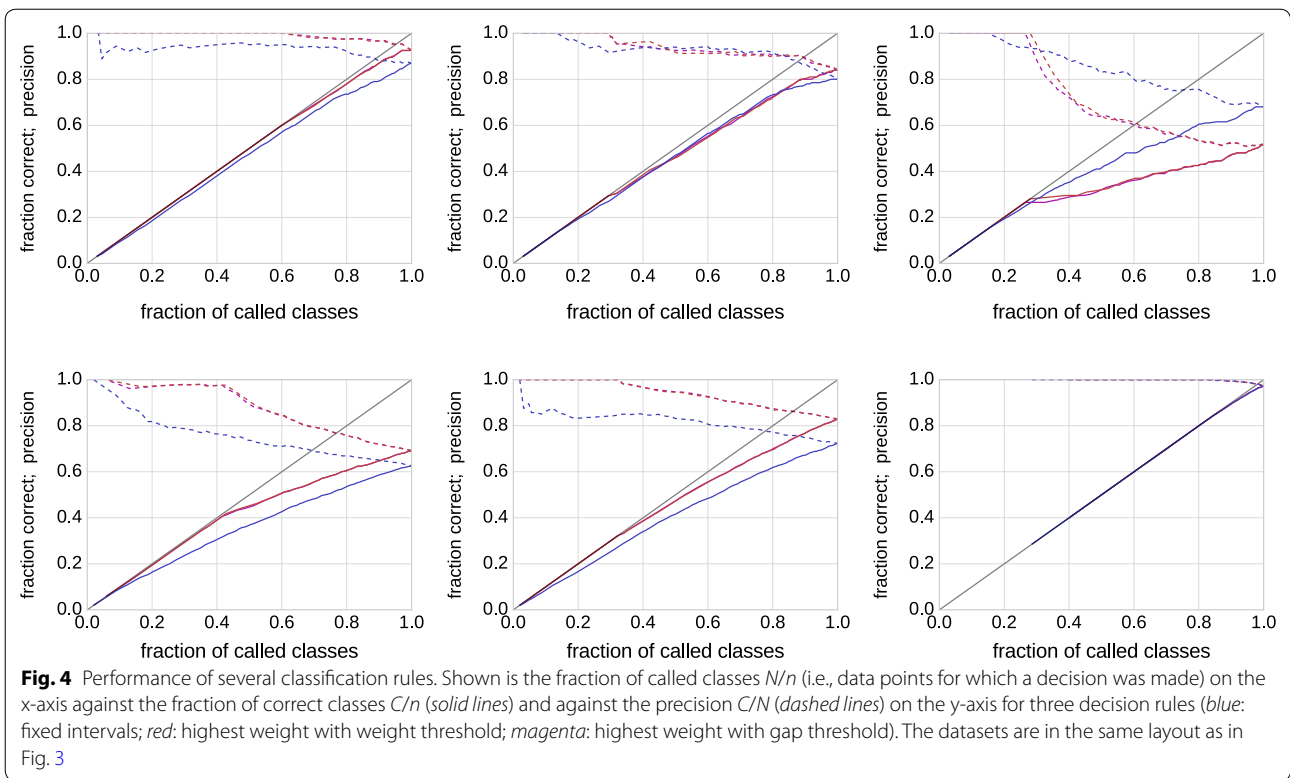 fraction correct; precision
1.0
0.8
0.6
0.4
0.2
0.0
0.0 0.2 0.4 0.6 0.8 1.0
fraction of called classes
fraction correct; precision
1.0
0.8
0.6
0.4
0.2
0.0
0.0 0.2 0.4 0.6 0.8 1.0
fraction of called classes
fraction correct; precision
1.0
0.8
0.6
0.4
0.2
0.0
0.0 0.2 0.4 0.6 0.8 1.0
fraction of called classes
fraction correct; precision
1.0
0.8
0.6
0.4
0.2
0.0
0.0 0.2 0.4 0.6 0.8 1.0
fraction of called classes
fraction correct; precision
1.0
0.8
0.6
0.4
0.2
0.0
0.0 0.2 0.4 0.6 0.8 1.0
fraction of called classes
fraction correct; precision
1.0
0.8
0.6
0.4
0.2
0.0
0.0 0.2 0.4 0.6 0.8 1.0
fraction of called classes
Fig. 4 Performance of several classification rules. Shown is the fraction of called classes N/n (i.e., data points for which a decision was made) on the
x-axis against the fraction of correct classes C/n (solid lines) and against the precision C/N (dashed lines) on the y-axis for three decision rules (blue:
fixed intervals; red: highest weight with weight threshold; magenta: highest weight with gap threshold). The datasets are in the same layout as in
Fig. 3